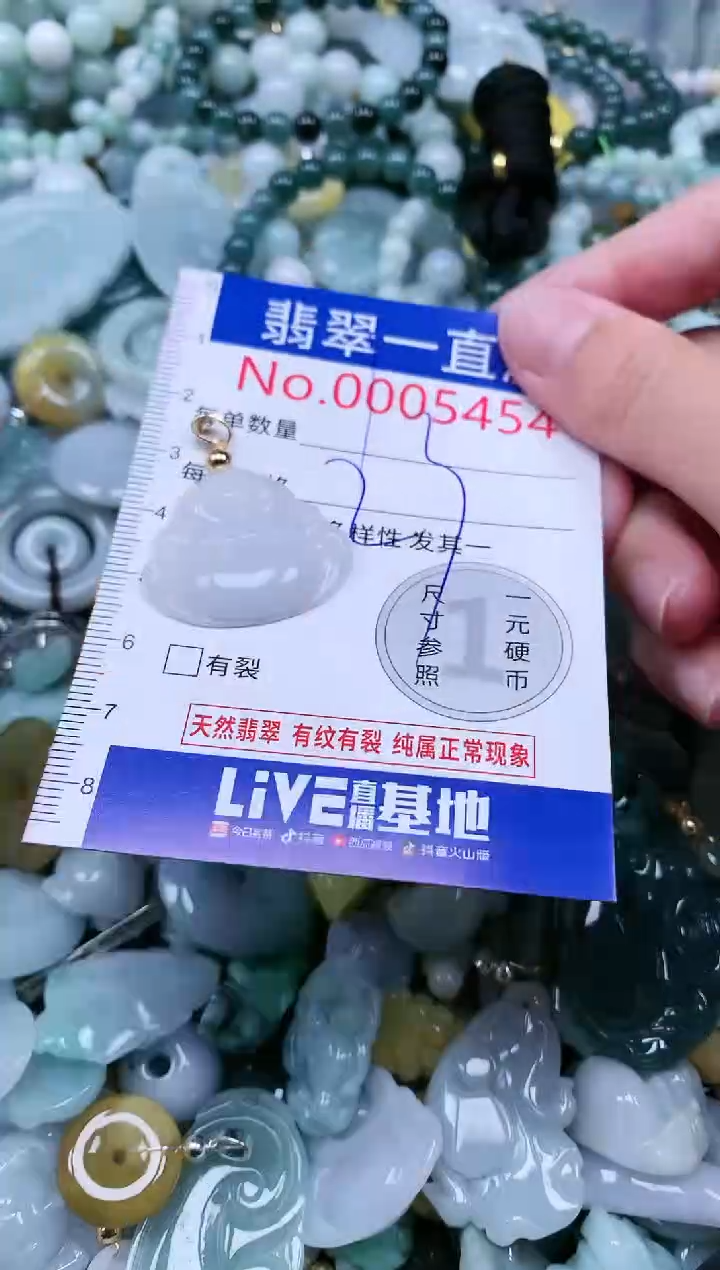 翡翠一直
No.0005454
1
2
单数量
3
每
4
样性 发其一
尺寸参照
1
一元硬币
6
有裂
7
天然翡翠 有纹有裂 纯属正常现象
8
LiVE直播基地
今日头条 抖音 西瓜视频 抖音火山版